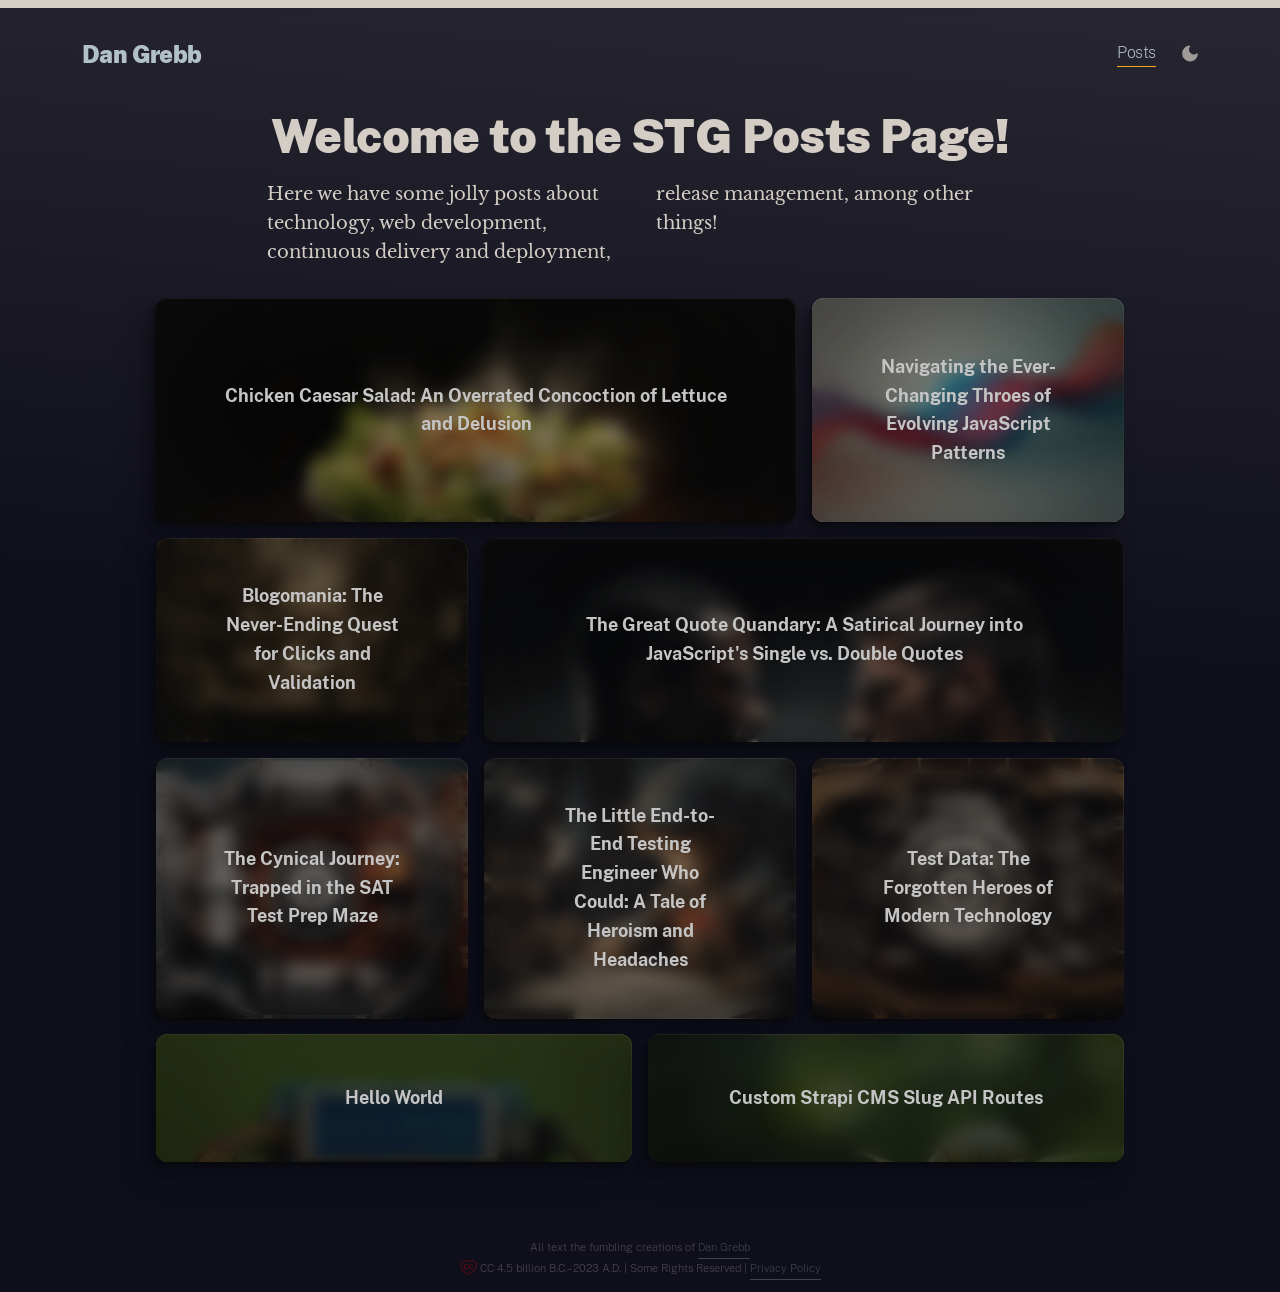 Dan Grebb
Posts
Welcome to the STG Posts Page!
Here we have some jolly posts about
technology, web development,
continuous delivery and deployment,
release management, among other
things!
Chicken Caesar Salad: An Overrated Concoction of Lettuce
and Delusion
Navigating the Ever-
Changing Throes of
Evolving JavaScript
Patterns
Blogomania: The
Never-Ending Quest
for Clicks and
Validation
The Great Quote Quandary: A Satirical Journey into
JavaScript's Single vs. Double Quotes
The Cynical Journey:
Trapped in the SAT
Test Prep Maze
The Little End-to-
End Testing
Engineer Who
Could: A Tale of
Heroism and
Headaches
Test Data: The
Forgotten Heroes of
Modern Technology
Hello World
Custom Strapi CMS Slug API Routes
All text the fumbling creations of Dan Grebb
CC 4.5 billion B.C.–2023 A.D. | Some Rights Reserved | Privacy Policy